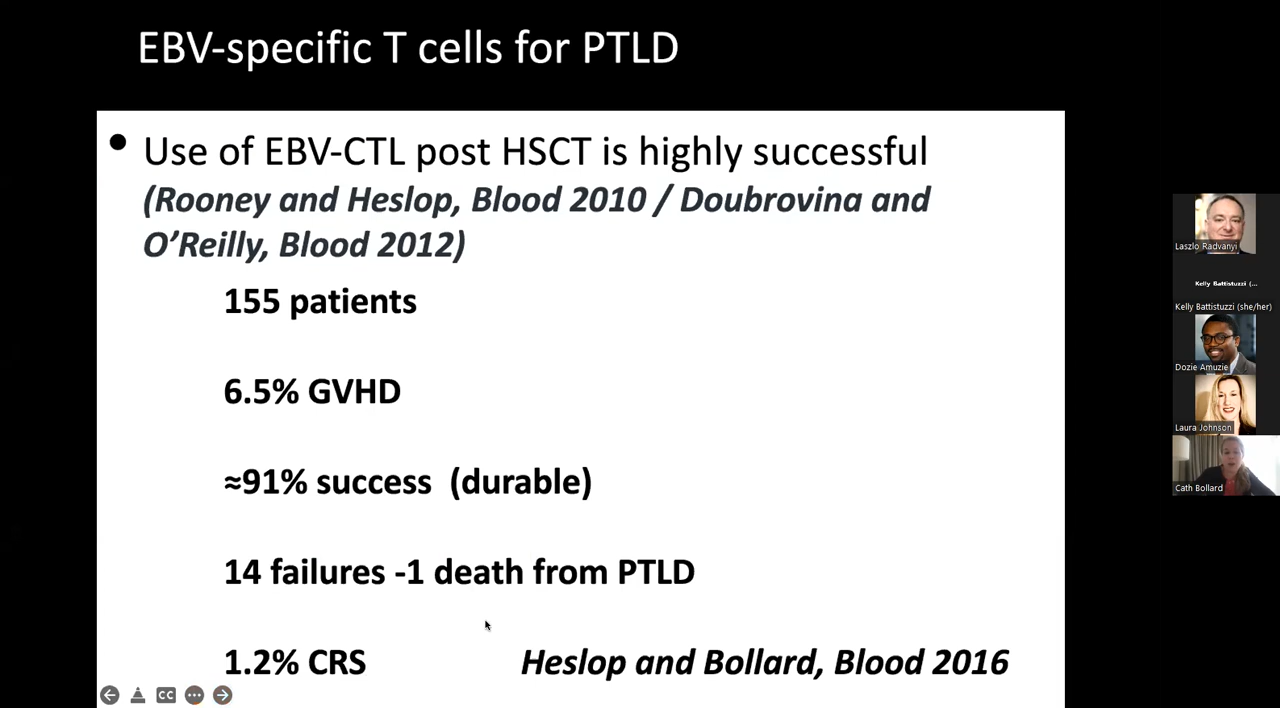 EBV-specific T cells for PTLD
• Use of EBV-CTL post HSCT is highly successful
(Rooney and Heslop, Blood 2010 / Doubrovina and
O’Reilly, Blood 2012)
155 patients
6.5% GVHD
≈91% success (durable)
14 failures -1 death from PTLD
1.2% CRS
Heslop and Bollard, Blood 2016
CC
Laszlo Radvanyi
Kelly Battistuzzi (...
Kelly Battistuzzi (she/her)
Dozie Amuzie
Laura Johnson
Cath Bollard